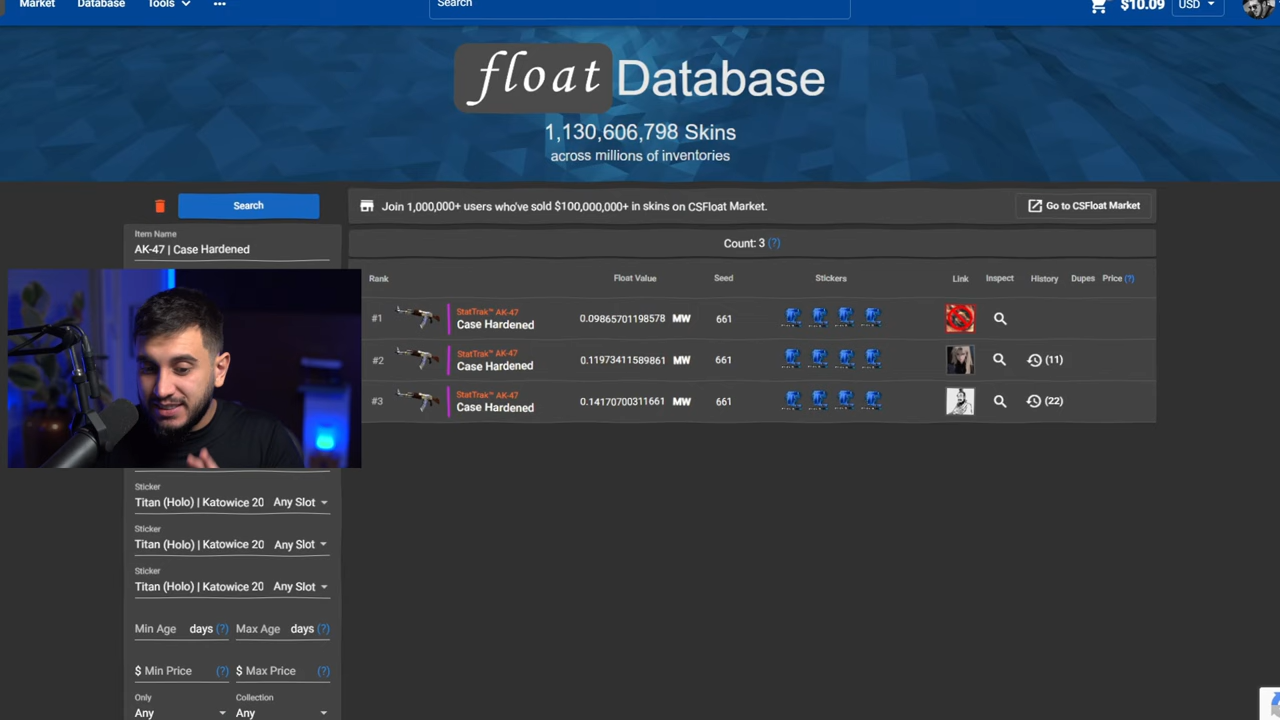 Market Database Tools ••• Search $10.09 USD
float Database
1,130,606,798 Skins
across millions of inventories
Search
Join 1,000,000+ users who've sold $100,000,000+ in skins on CSFloat Market.
Go to CSFloat Market
Item Name
AK-47 | Case Hardened
Count: 3 (?)
Rank Float Value Seed Stickers Link Inspect History Dupes Price (?)
#1 StatTrak™ AK-47
Case Hardened 0.09865701198578 MW 661
#2 StatTrak™ AK-47
Case Hardened 0.11973411589861 MW 661 (11)
#3 StatTrak™ AK-47
Case Hardened 0.14170700311661 MW 661 (22)
Sticker
Titan (Holo) | Katowice 20 Any Slot
Sticker
Titan (Holo) | Katowice 20 Any Slot
Sticker
Titan (Holo) | Katowice 20 Any Slot
Min Age days (?) Max Age days (?)
$ Min Price (?) $ Max Price (?)
Only Collection
Any Any